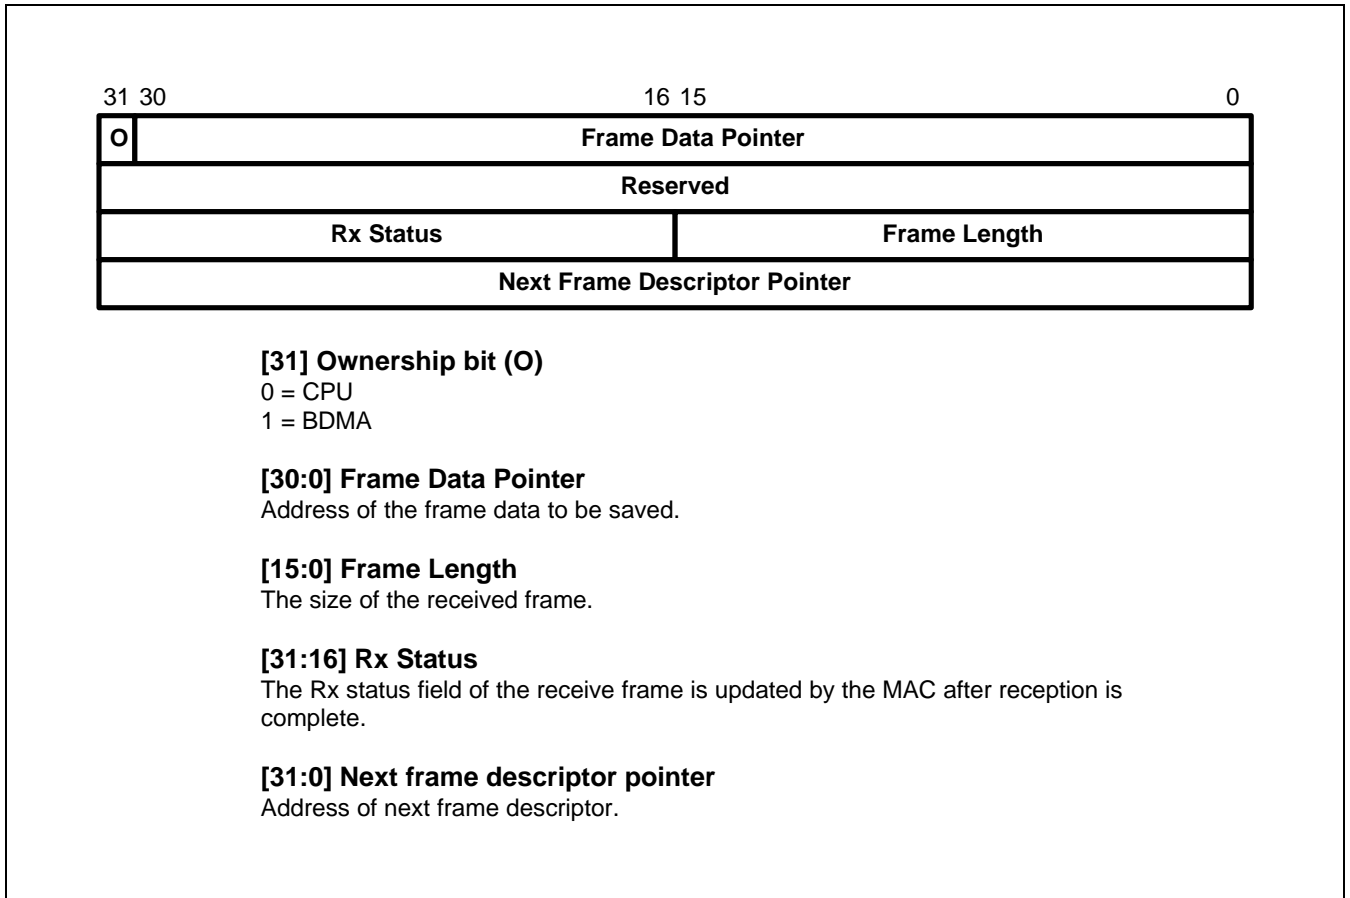 31 30 16 15 0
O Frame Data Pointer
Reserved
Rx Status Frame Length
Next Frame Descriptor Pointer
[31] Ownership bit (O)
0 = CPU
1 = BDMA
[30:0] Frame Data Pointer
Address of the frame data to be saved.
[15:0] Frame Length
The size of the received frame.
[31:16] Rx Status
The Rx status field of the receive frame is updated by the MAC after reception is
complete.
[31:0] Next frame descriptor pointer
Address of next frame descriptor.